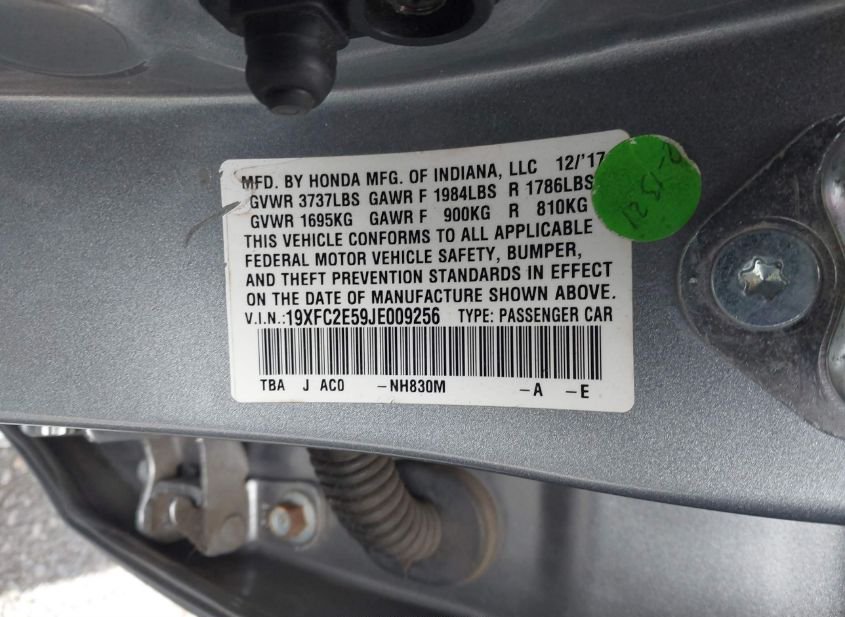 MFD. BY HONDA MFG. OF INDIANA, LLC 12/'17
GVWR 3737LBS GAWR F 1984LBS R 1786LBS
GVWR 1695KG GAWR F 900KG R 810KG
THIS VEHICLE CONFORMS TO ALL APPLICABLE
FEDERAL MOTOR VEHICLE SAFETY, BUMPER,
AND THEFT PREVENTION STANDARDS IN EFFECT
ON THE DATE OF MANUFACTURE SHOWN ABOVE.
V.I.N.:19XFC2E59JE009256 TYPE: PASSENGER CAR
TBA J AC0 -NH830M -A -E